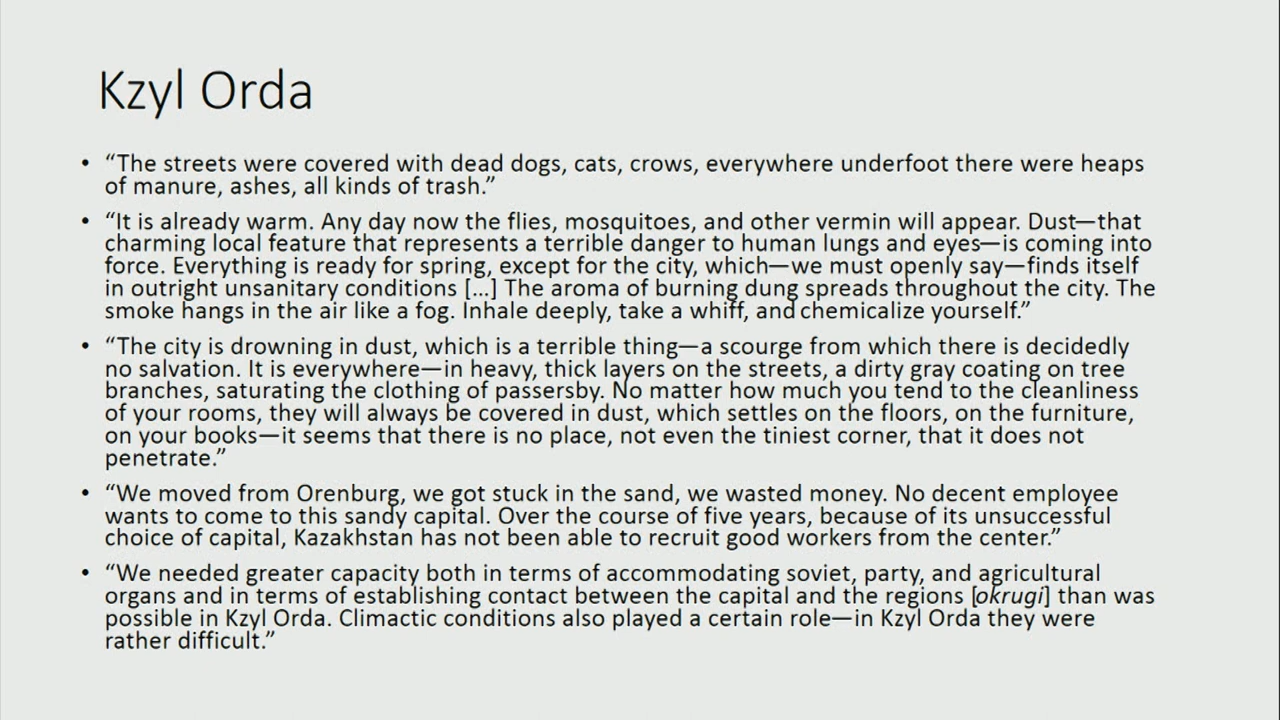 Kzyl Orda
• “The streets were covered with dead dogs, cats, crows, everywhere underfoot there were heaps
of manure, ashes, all kinds of trash.”
• “It is already warm. Any day now the flies, mosquitoes, and other vermin will appear. Dust—that
charming local feature that represents a terrible danger to human lungs and eyes—is coming into
force. Everything is ready for spring, except for the city, which—we must openly say—finds itself
in outright unsanitary conditions […] The aroma of burning dung spreads throughout the city. The
smoke hangs in the air like a fog. Inhale deeply, take a whiff, and chemicalize yourself.”
• “The city is drowning in dust, which is a terrible thing—a scourge from which there is decidedly
no salvation. It is everywhere—in heavy, thick layers on the streets, a dirty gray coating on tree
branches, saturating the clothing of passersby. No matter how much you tend to the cleanliness
of your rooms, they will always be covered in dust, which settles on the floors, on the furniture,
on your books—it seems that there is no place, not even the tiniest corner, that it does not
penetrate.”
• “We moved from Orenburg, we got stuck in the sand, we wasted money. No decent employee
wants to come to this sandy capital. Over the course of five years, because of its unsuccessful
choice of capital, Kazakhstan has not been able to recruit good workers from the center.”
• “We needed greater capacity both in terms of accommodating soviet, party, and agricultural
organs and in terms of establishing contact between the capital and the regions [okrugi] than was
possible in Kzyl Orda. Climactic conditions also played a certain role—in Kzyl Orda they were
rather difficult.”